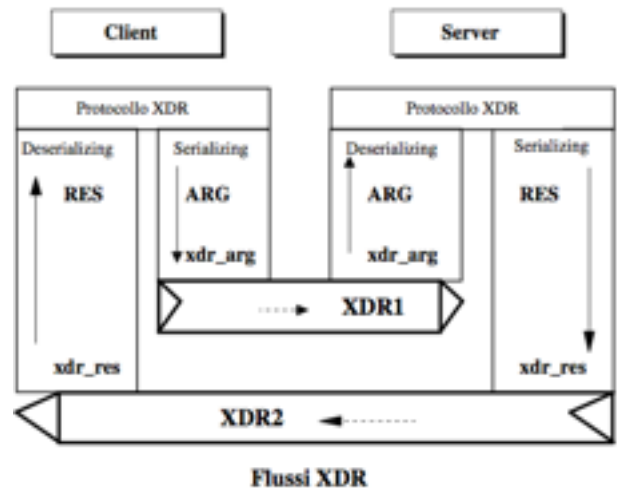 Client Server
Protocollo XDR Protocollo XDR
Deserializing Serializing Deserializing Serializing
RES ARG ARG RES
xdr_arg xdr_arg
XDR1
xdr_res xdr_res
XDR2
Flussi XDR